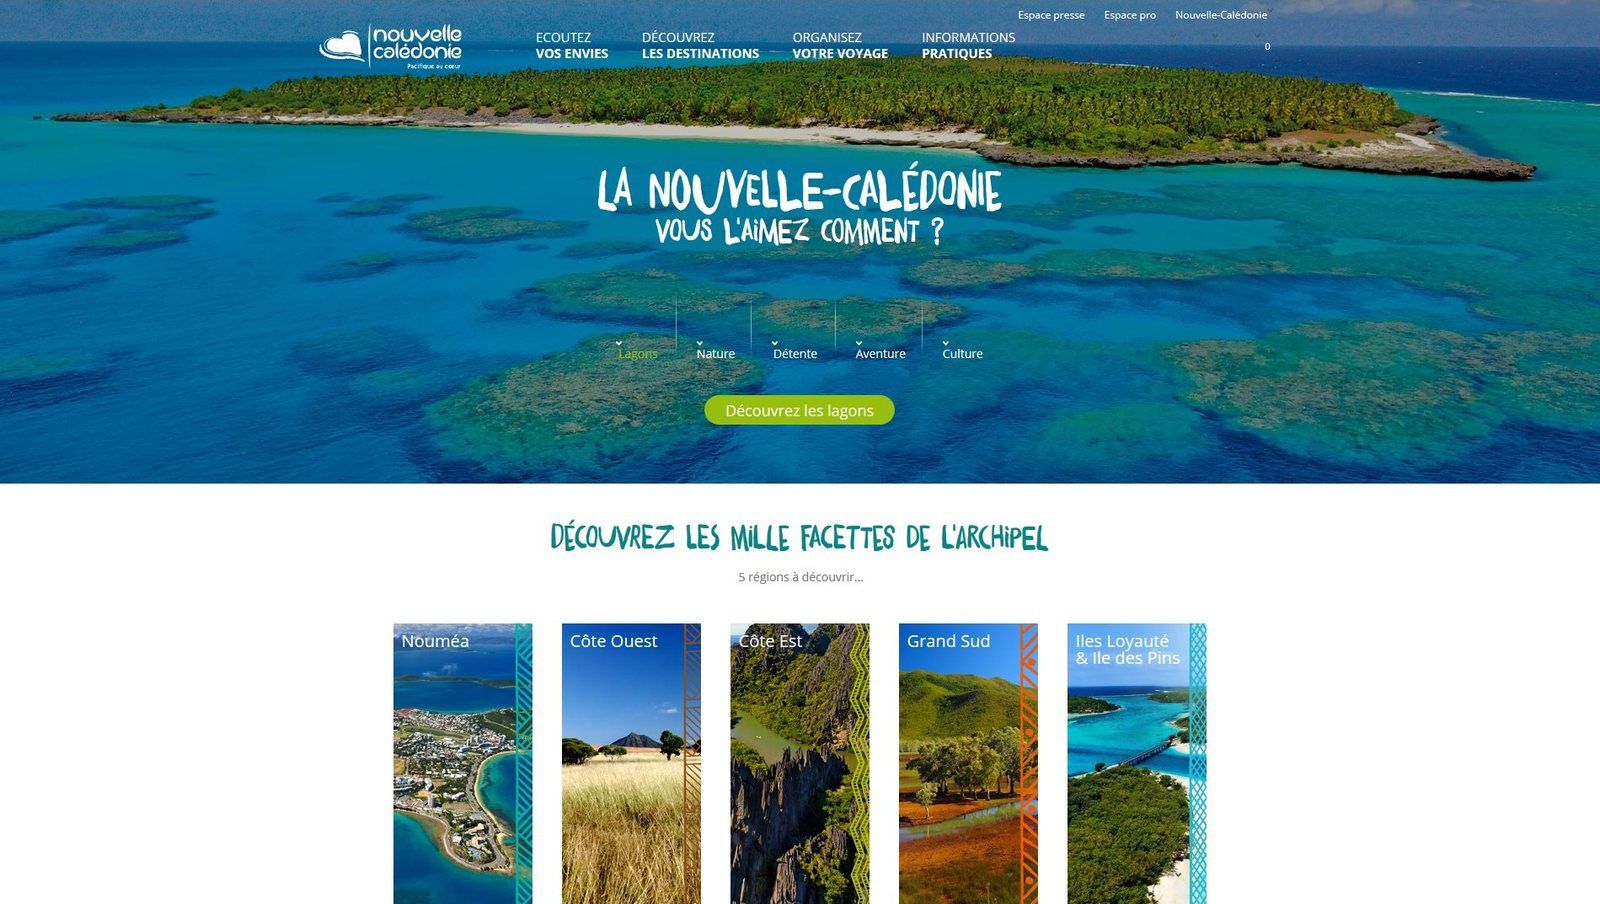 Espace presse
Espace pro
Nouvelle-Calédonie
nouvelle
calédonie
Pacifique au cœur
ECOUTEZ
VOS ENVIES
DÉCOUVREZ
LES DESTINATIONS
ORGANISEZ
VOTRE VOYAGE
INFORMATIONS
PRATIQUES
0
LA NOUVELLE-CALÉDONIE
VOUS L'AIMEZ COMMENT ?
Lagons
Nature
Détente
Aventure
Culture
Découvrez les lagons
DÉCOUVREZ LES MILLE FACETTES DE L'ARCHIPEL
5 régions à découvrir...
Nouméa
Côte Ouest
Côte Est
Grand Sud
Iles Loyauté
& Ile des Pins